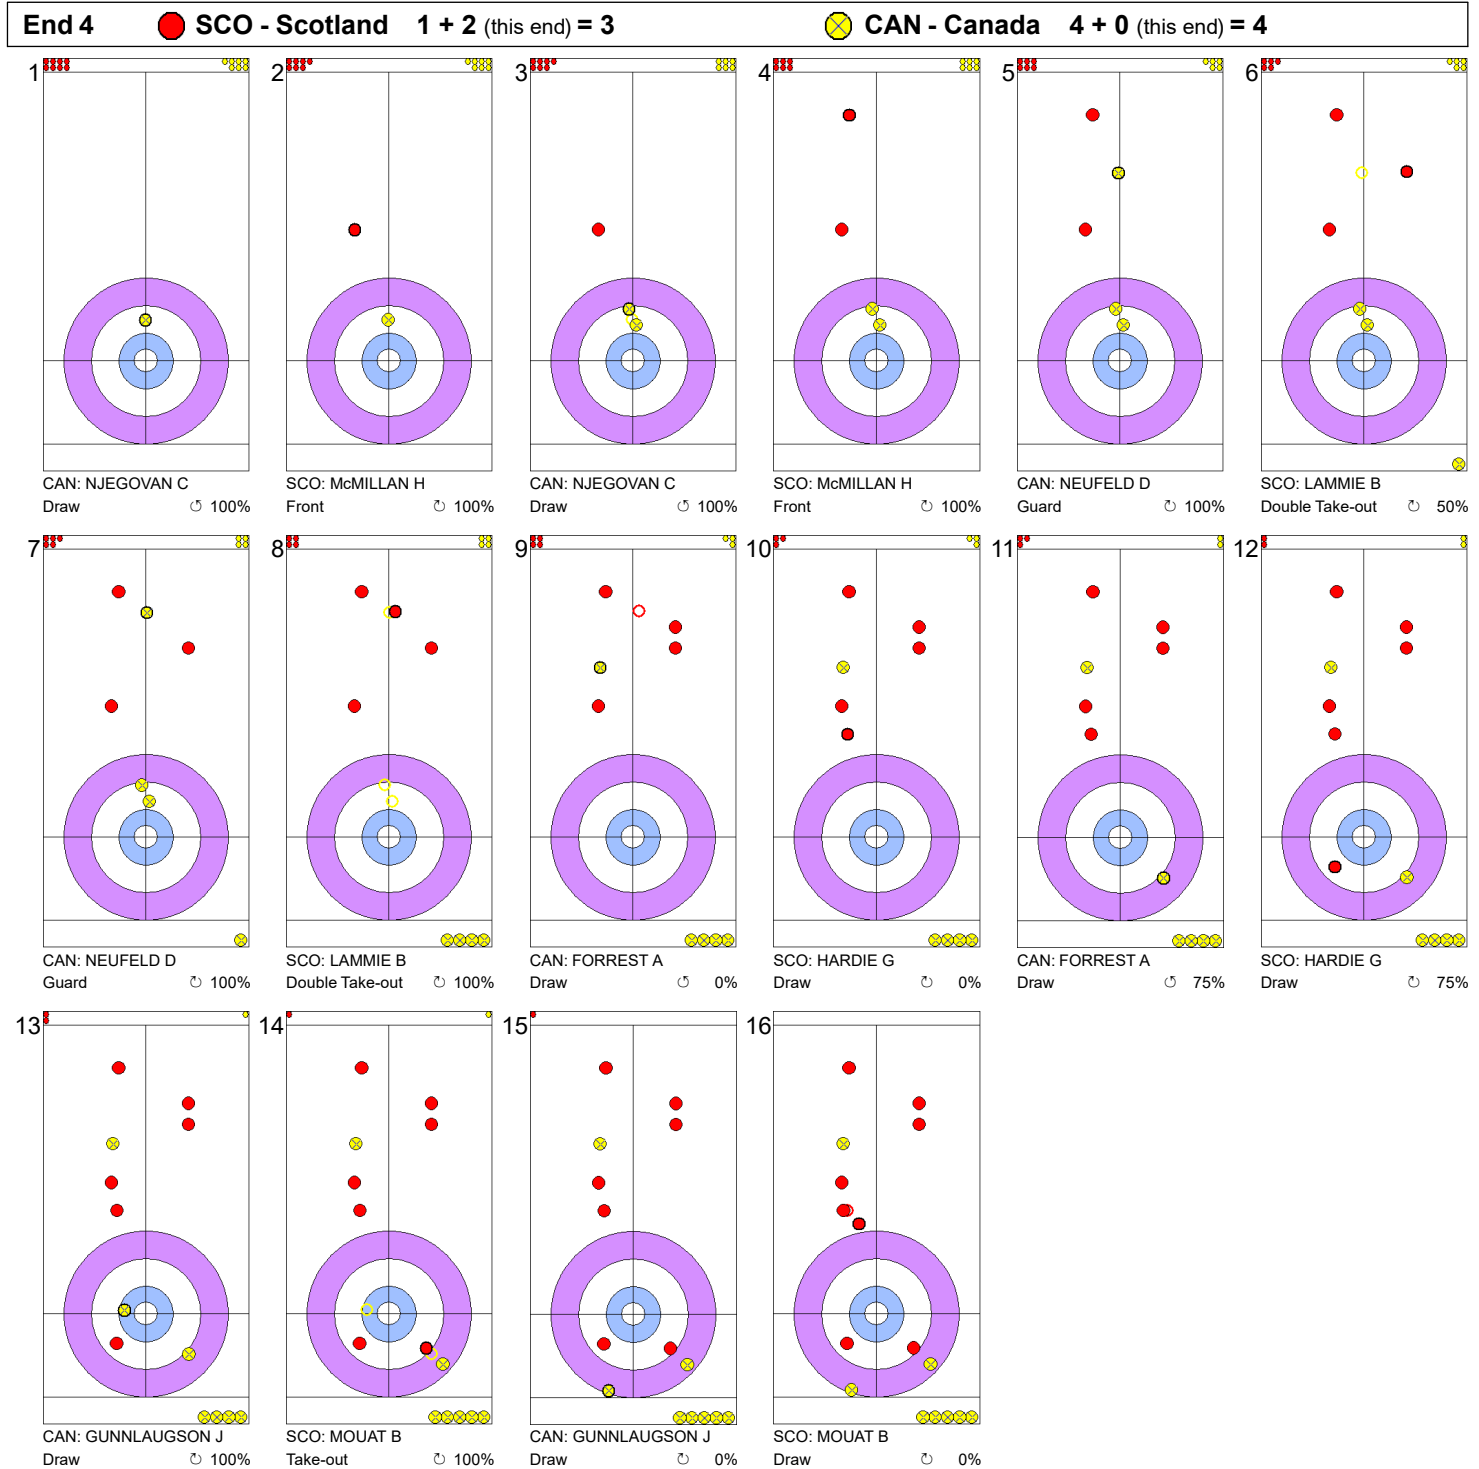 End 4 SCO - Scotland 1 + 2 (this end) = 3 CAN - Canada 4 + 0 (this end) = 4
1 2 3 4 5 6
CAN: NJEGOVAN C SCO: McMILLAN H CAN: NJEGOVAN C SCO: McMILLAN H CAN: NEUFELD D SCO: LAMMIE B
Draw ↺ 100% Front ↻ 100% Draw ↻ 100% Front ↻ 100% Guard ↻ 100% Double Take-out ↻ 50%
7 8 9 10 11 12
CAN: NEUFELD D SCO: LAMMIE B CAN: FORREST A SCO: HARDIE G CAN: FORREST A SCO: HARDIE G
Guard ↻ 100% Double Take-out ↻ 100% Draw ↺ 0% Draw ↻ 0% Draw ↺ 75% Draw ↻ 75%
13 14 15 16
CAN: GUNNLAUGSON J SCO: MOUAT B CAN: GUNNLAUGSON J SCO: MOUAT B
Draw ↻ 100% Take-out ↻ 100% Draw ↻ 0% Draw ↻ 0%